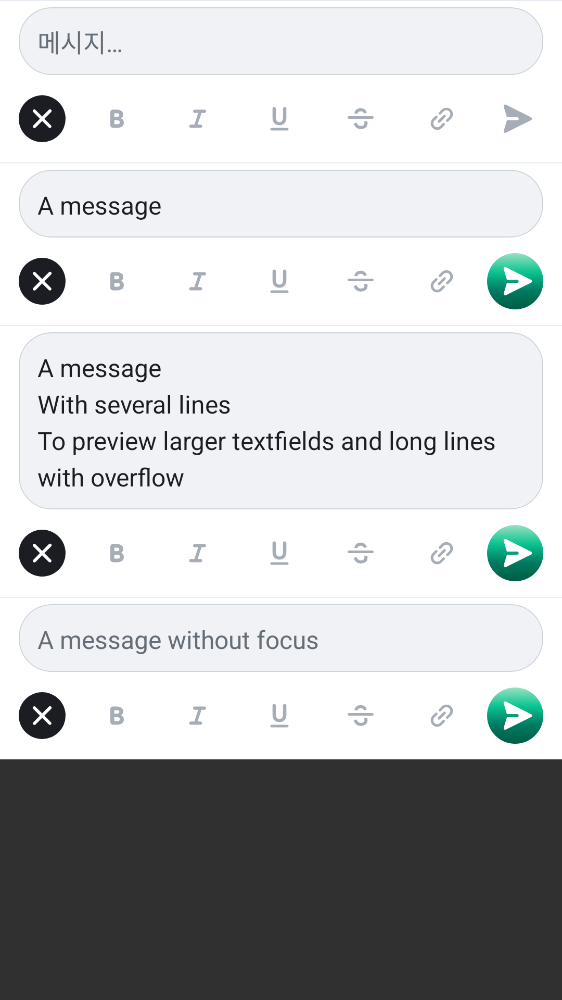 메시지…
A message
A message
With several lines
To preview larger textfields and long lines
with overflow
A message without focus